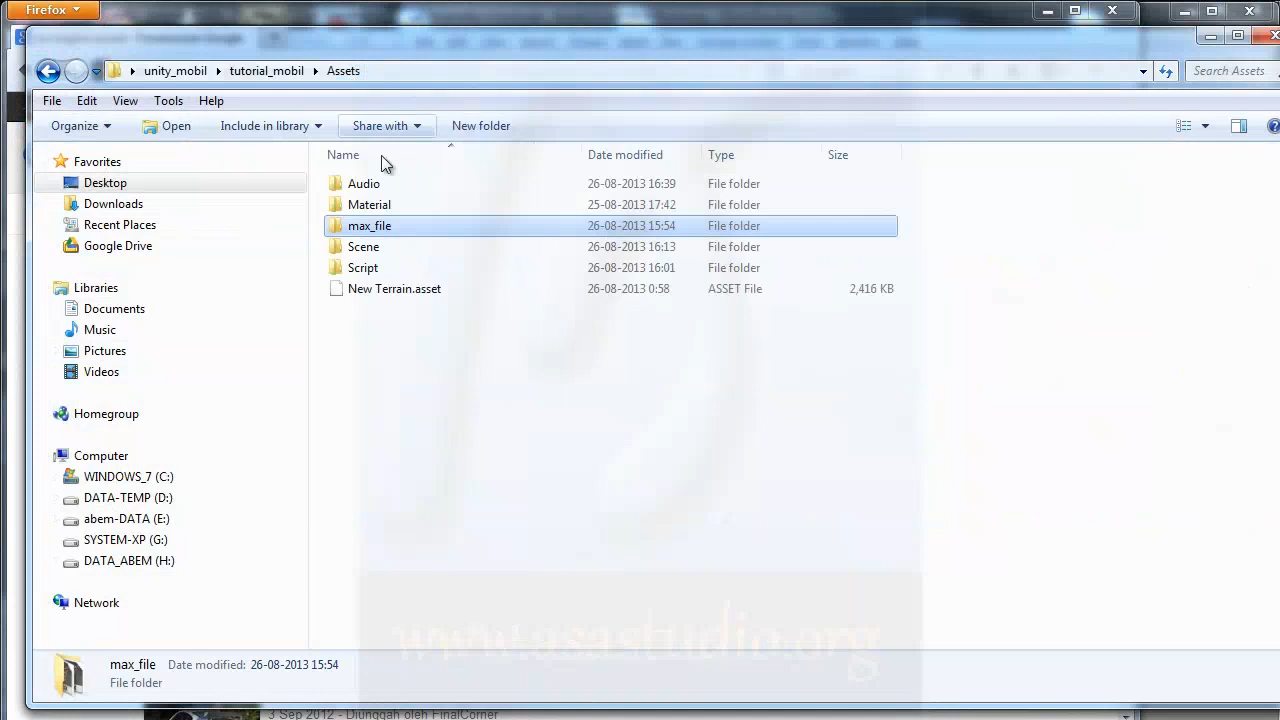 Firefox
unity_mobil tutorial_mobil Assets
Search Assets
File Edit View Tools Help
Organize Open Include in library Share with New folder
Name Date modified Type Size
Favorites
Desktop
Downloads
Recent Places
Google Drive
Libraries
Documents
Music
Pictures
Videos
Homegroup
Computer
WINDOWS_7 (C:)
DATA-TEMP (D:)
abem-DATA (E:)
SYSTEM-XP (G:)
DATA_ABEM (H:)
Network
Audio 26-08-2013 16:39 File folder
Material 25-08-2013 17:42 File folder
max_file 26-08-2013 15:54 File folder
Scene 26-08-2013 16:13 File folder
Script 26-08-2013 16:01 File folder
New Terrain.asset 26-08-2013 0:58 ASSET File 2,416 KB
www.asastudio.org
max_file Date modified: 26-08-2013 15:54
File folder
3 Sep 2012 - Diunggah oleh FinalCorner